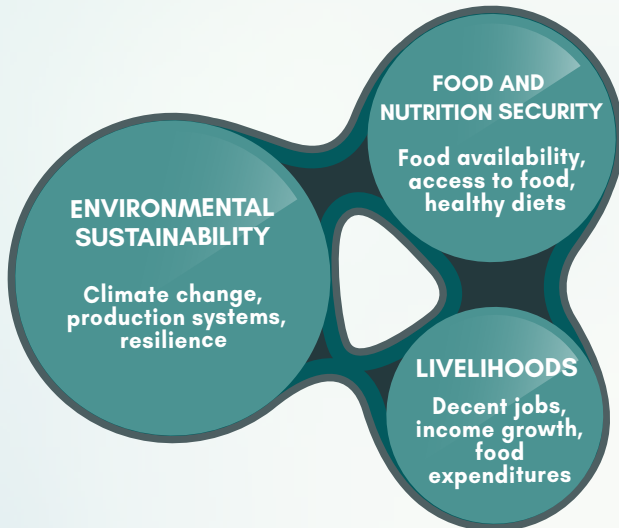 ENVIRONMENTAL
SUSTAINABILITY
Climate change,
production systems,
resilience
FOOD AND
NUTRITION SECURITY
Food availability,
access to food,
healthy diets
LIVELIHOODS
Decent jobs,
income growth,
food
expenditures